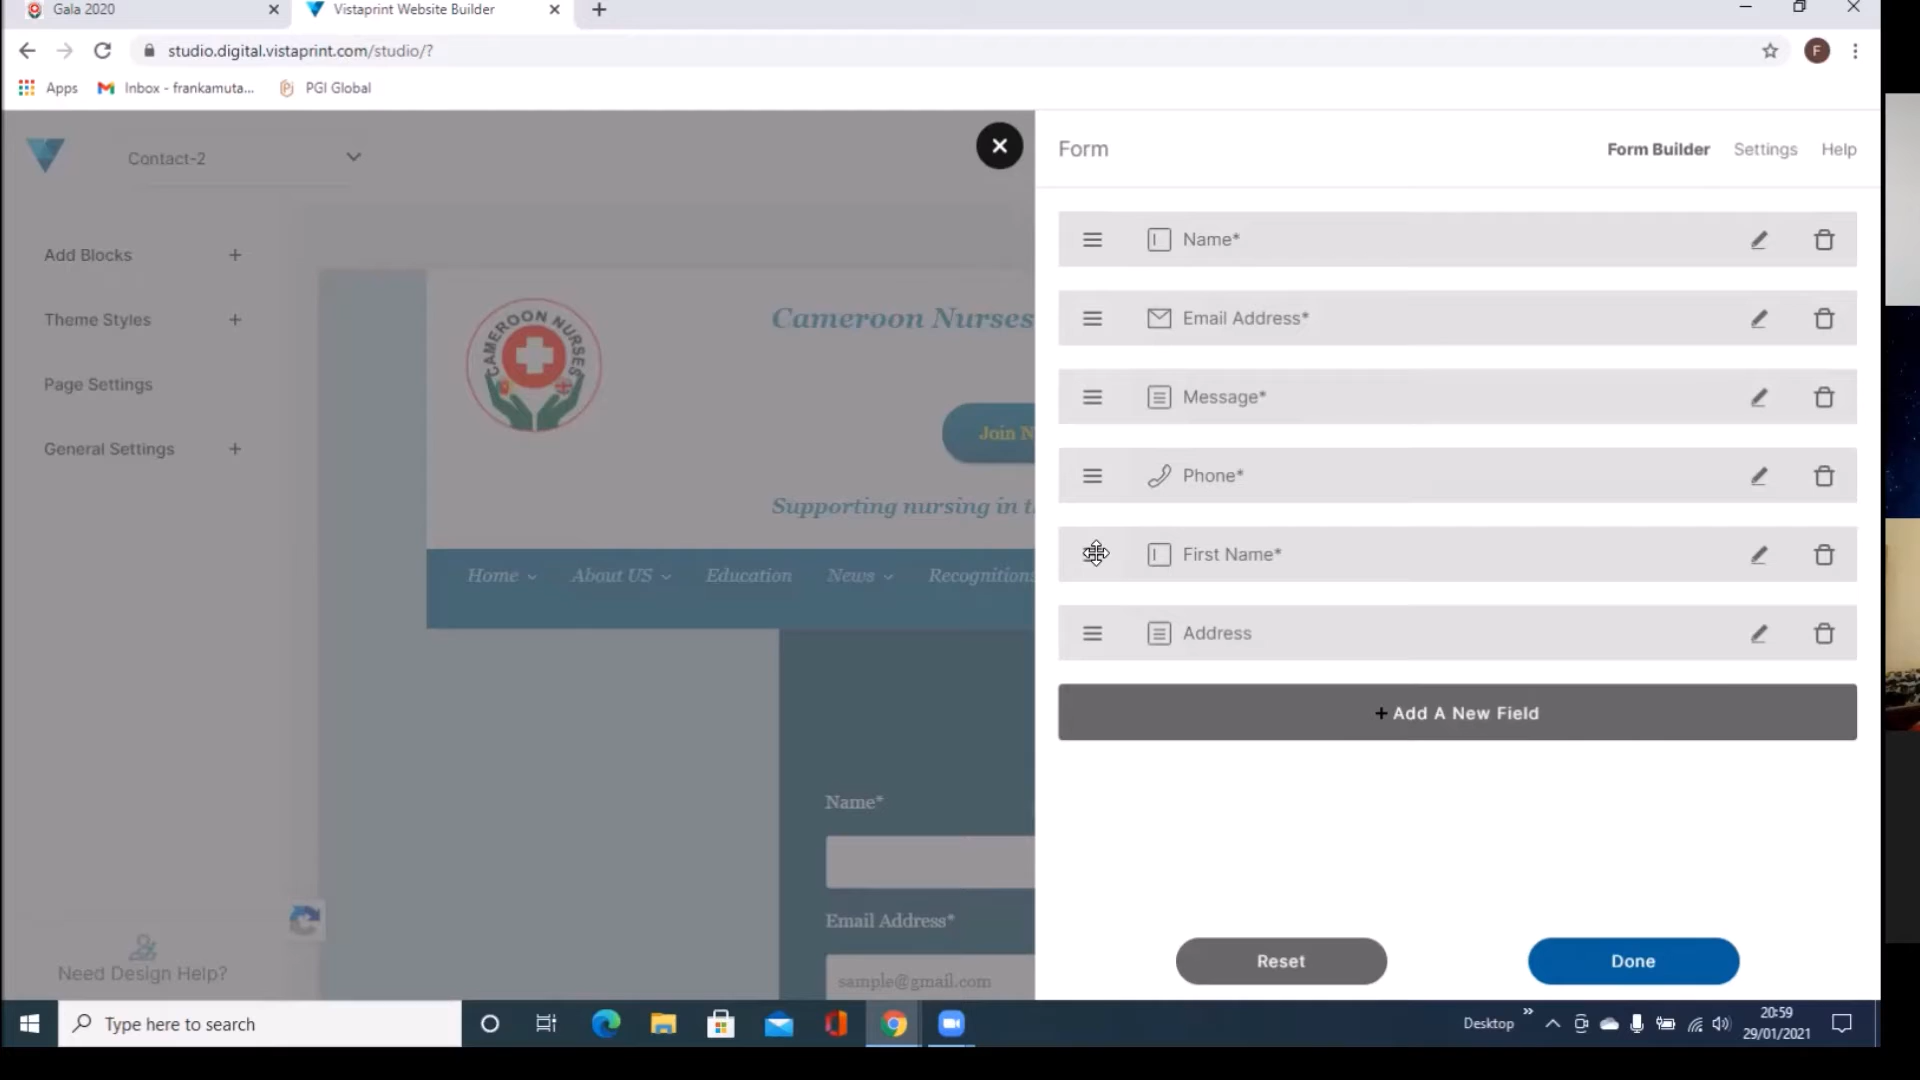 Gala 2020
Vistaprint Website Builder
studio.digital.vistaprint.com/studio/?
F
Apps
Inbox - frankamuta...
PGI Global
Contact-2
Form
Form Builder
Settings
Help
Add Blocks
Theme Styles
Page Settings
General Settings
Need Design Help?
CAMEROON NURSES
Cameroon Nurses
Join N
Supporting nursing in t
Home
About US
Education
News
Recognitions
Name*
Email Address*
sample@gmail.com
Name*
Email Address*
Message*
Phone*
First Name*
Address
+ Add A New Field
Reset
Done
Type here to search
Desktop
20:59
29/01/2021